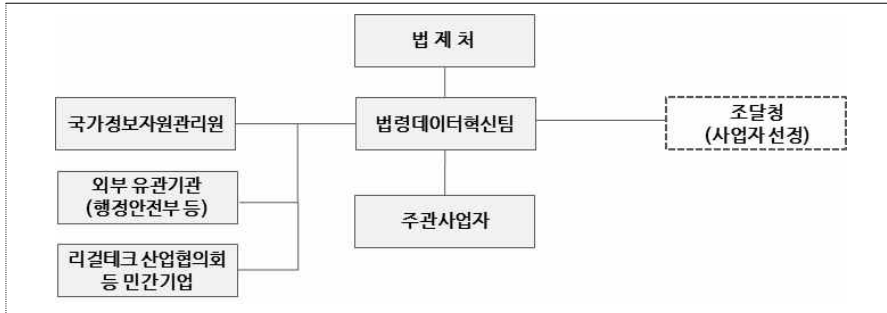 법 제 처
국가정보자원관리원
법령데이터혁신팀
조달청
(사업자 선정)
외부 유관기관
(행정안전부 등)
주관사업자
리걸테크 산업협의회
등 민간기업